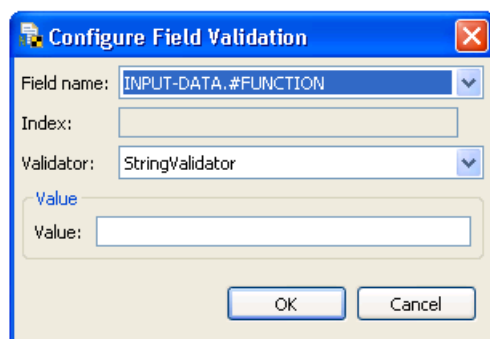 Configure Field Validation
Field name: INPUT-DATA.#FUNCTION
Index:
Validator: StringValidator
Value
Value:
OK Cancel